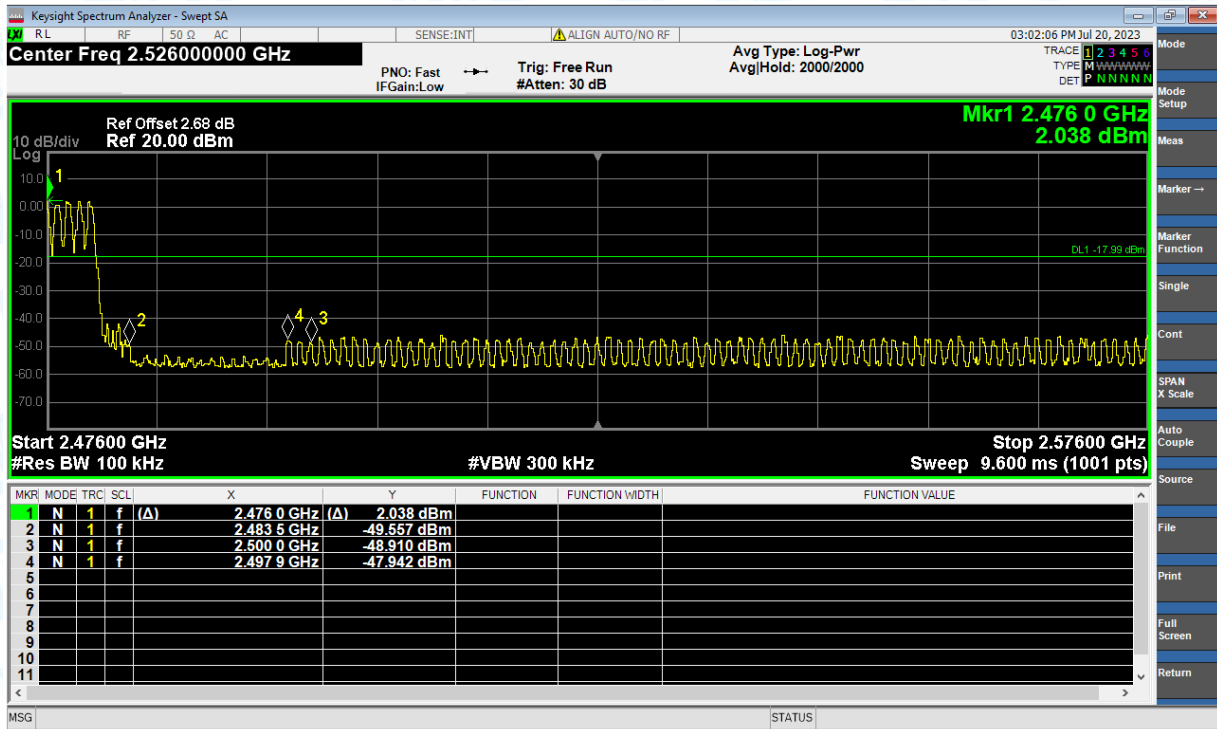 Keysight Spectrum Analyzer - Swept SA
LXI RL RF 50 Ω AC SENSE:INT ALIGN AUTO/NO RF 03:02:06 PM Jul 20, 2023
Center Freq 2.526000000 GHz
PNO: Fast
IFGain:Low
Trig: Free Run
#Atten: 30 dB
Avg Type: Log-Pwr
Avg|Hold: 2000/2000
TRACE 1 2 3 4 5 6
TYPE M WWWWW
DET P N N N N N
Mkr1 2.476 0 GHz
2.038 dBm
Ref Offset 2.68 dB
10 dB/div Ref 20.00 dBm
Log
10.0
0.00
-10.0
-20.0
-30.0
-40.0
-50.0
-60.0
-70.0
1
2
4
3
DL1 -17.99 dBm
Start 2.47600 GHz Stop 2.57600 GHz
#Res BW 100 kHz #VBW 300 kHz Sweep 9.600 ms (1001 pts)
MKR MODE TRC SCL X Y FUNCTION FUNCTION WIDTH FUNCTION VALUE
1 N 1 f (Δ) 2.476 0 GHz (Δ) 2.038 dBm
2 N 1 f 2.483 5 GHz -49.557 dBm
3 N 1 f 2.500 0 GHz -48.910 dBm
4 N 1 f 2.497 9 GHz -47.942 dBm
5
6
7
8
9
10
11
MSG STATUS
Mode
Mode
Setup
Meas
Marker →
Marker
Function
Single
Cont
SPAN
X Scale
Auto
Couple
Source
File
Print
Full
Screen
Return